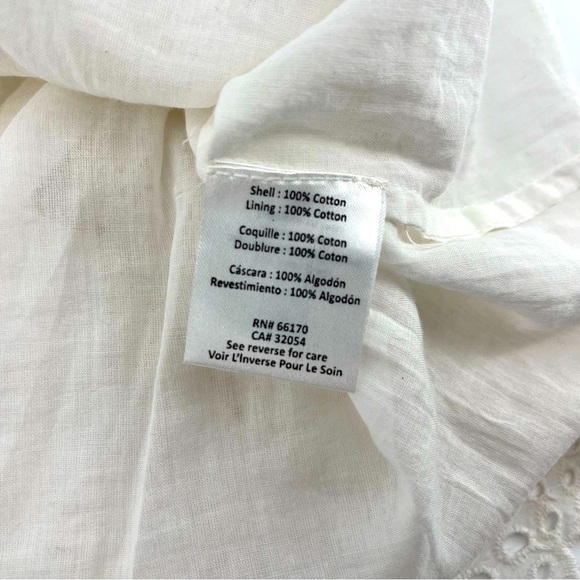 Shell : 100% Cotton
Lining : 100% Cotton
Coquille : 100% Coton
Doublure : 100% Coton
Cáscara : 100% Algodón
Revestimiento : 100% Algodón
RN# 66170
CA# 32054
See reverse for care
Voir L'Inverse Pour Le Soin